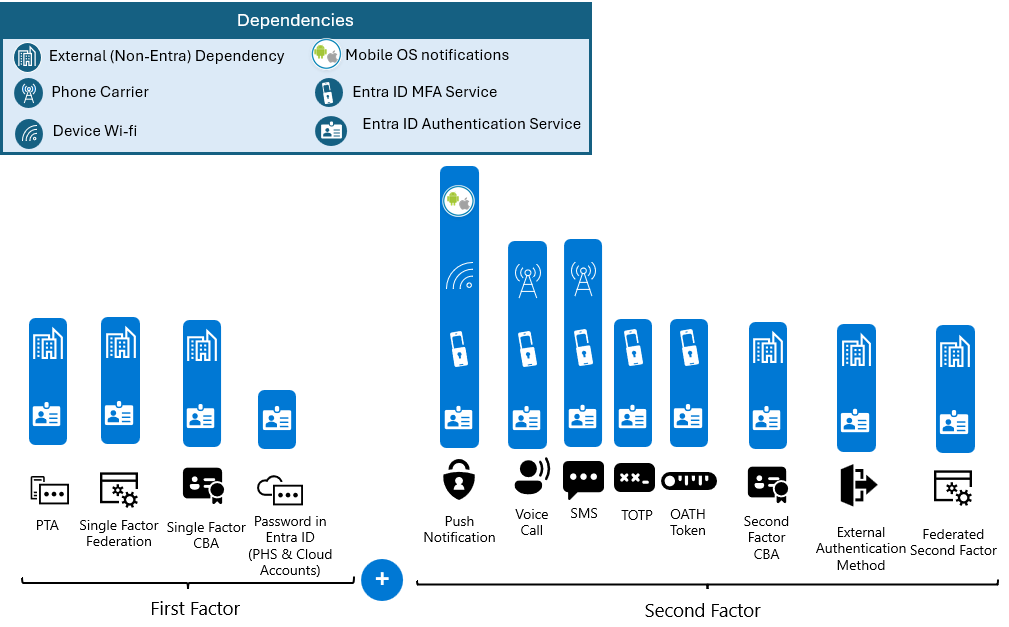 Dependencies
External (Non-Entra) Dependency
Mobile OS notifications
Phone Carrier
Entra ID MFA Service
Device Wi-fi
Entra ID Authentication Service
PTA
Single Factor
Federation
Single Factor
CBA
Password in
Entra ID
(PHS & Cloud
Accounts)
Push
Notification
Voice
Call
SMS
TOTP
OATH
Token
Second
Factor
CBA
External
Authentication
Method
Federated
Second Factor
+
First Factor
Second Factor